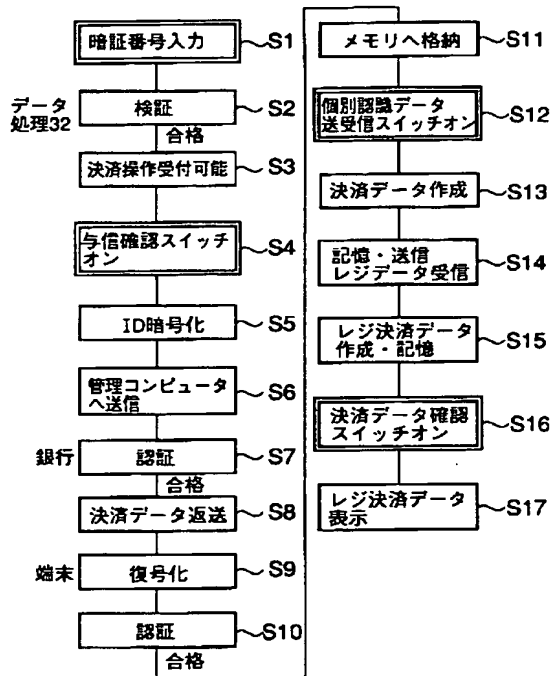 暗証番号入力
S1
データ
処理32
検証
S2
合格
決済操作受付可能
S3
与信確認スイッチ
オン
S4
ID暗号化
S5
管理コンピュータ
へ送信
S6
銀行
認証
S7
合格
決済データ返送
S8
端末
復号化
S9
認証
S10
合格
メモリへ格納
S11
個別認識データ
送受信スイッチオン
S12
決済データ作成
S13
記憶・送信
レジデータ受信
S14
レジ決済データ
作成・記憶
S15
決済データ確認
スイッチオン
S16
レジ決済データ
表示
S17